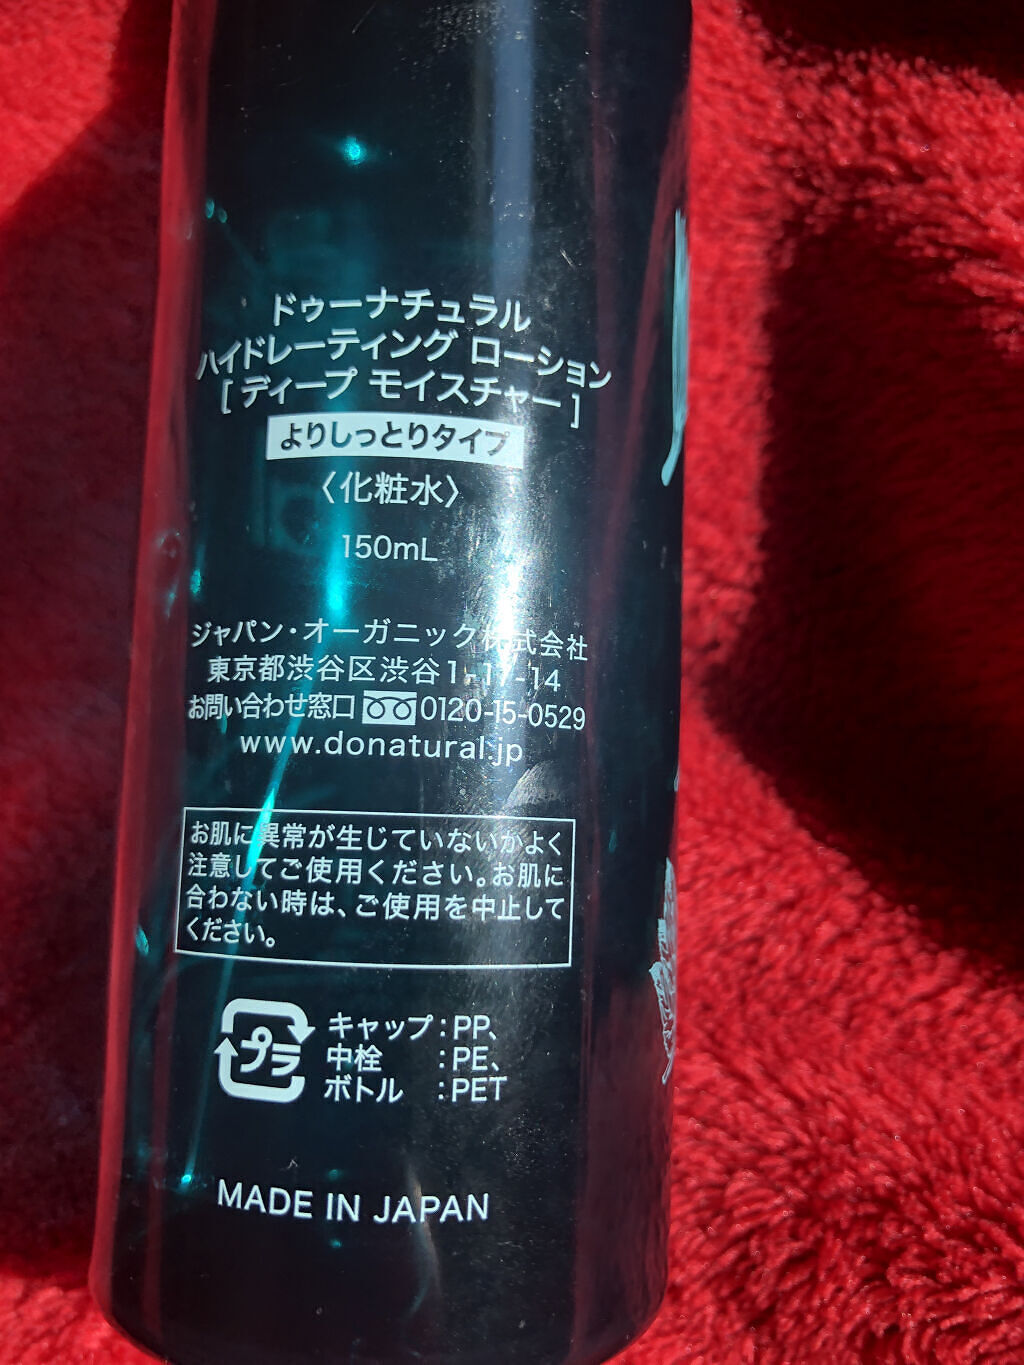 ドゥーナチュラル
ハイドレーティング ローション
[ ディープ モイスチャー ]
よりしっとりタイプ
〈化粧水〉
150mL
ジャパン・オーガニック株式会社
東京都渋谷区渋谷
お問い合わせ窓口 0120-15-0529
www.donatural.jp
お肌に異常が生じていないかよく
注意してご使用ください。お肌に
合わない時は、ご使用を中止して
ください。
プラ
キャップ:PP、
中栓 :PE、
ボトル :PET
MADE IN JAPAN